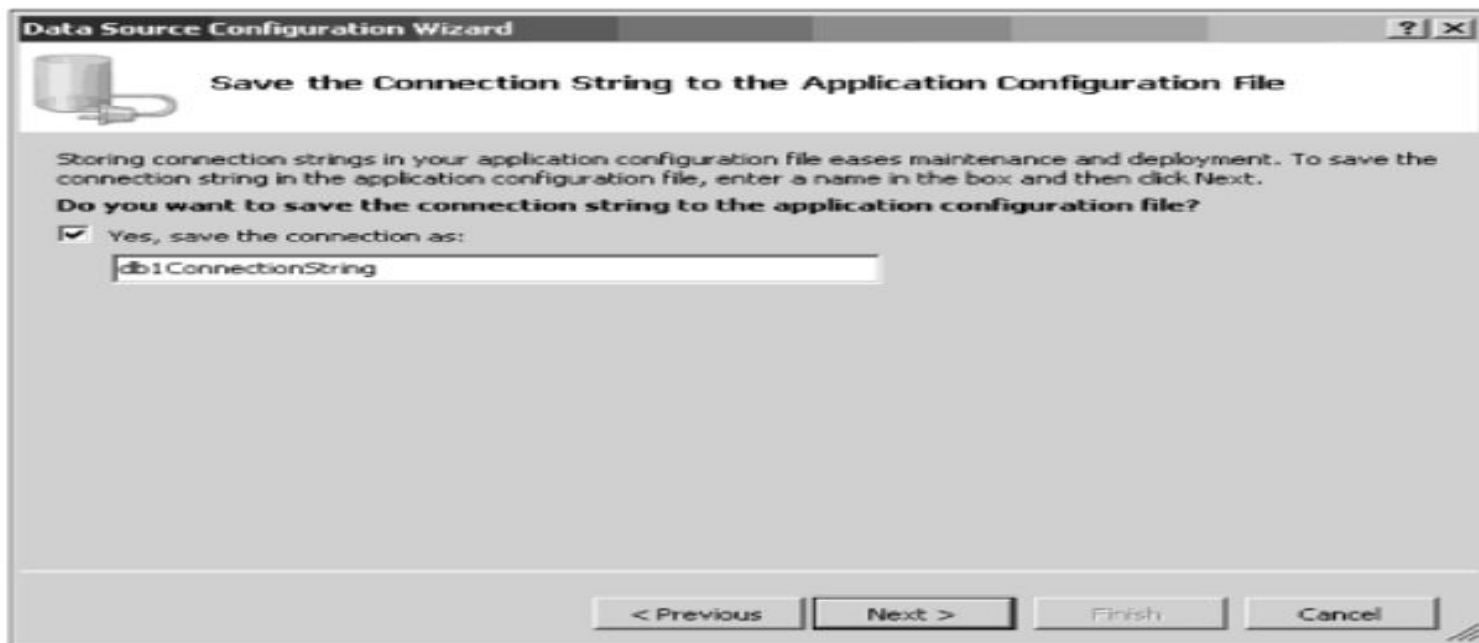 Data Source Configuration Wizard
Save the Connection String to the Application Configuration File
Storing connection strings in your application configuration file eases maintenance and deployment. To save the
connection string in the application configuration file, enter a name in the box and then click Next.
Do you want to save the connection string to the application configuration file?
Yes, save the connection as:
db1ConnectionString
< Previous Next > Finish Cancel